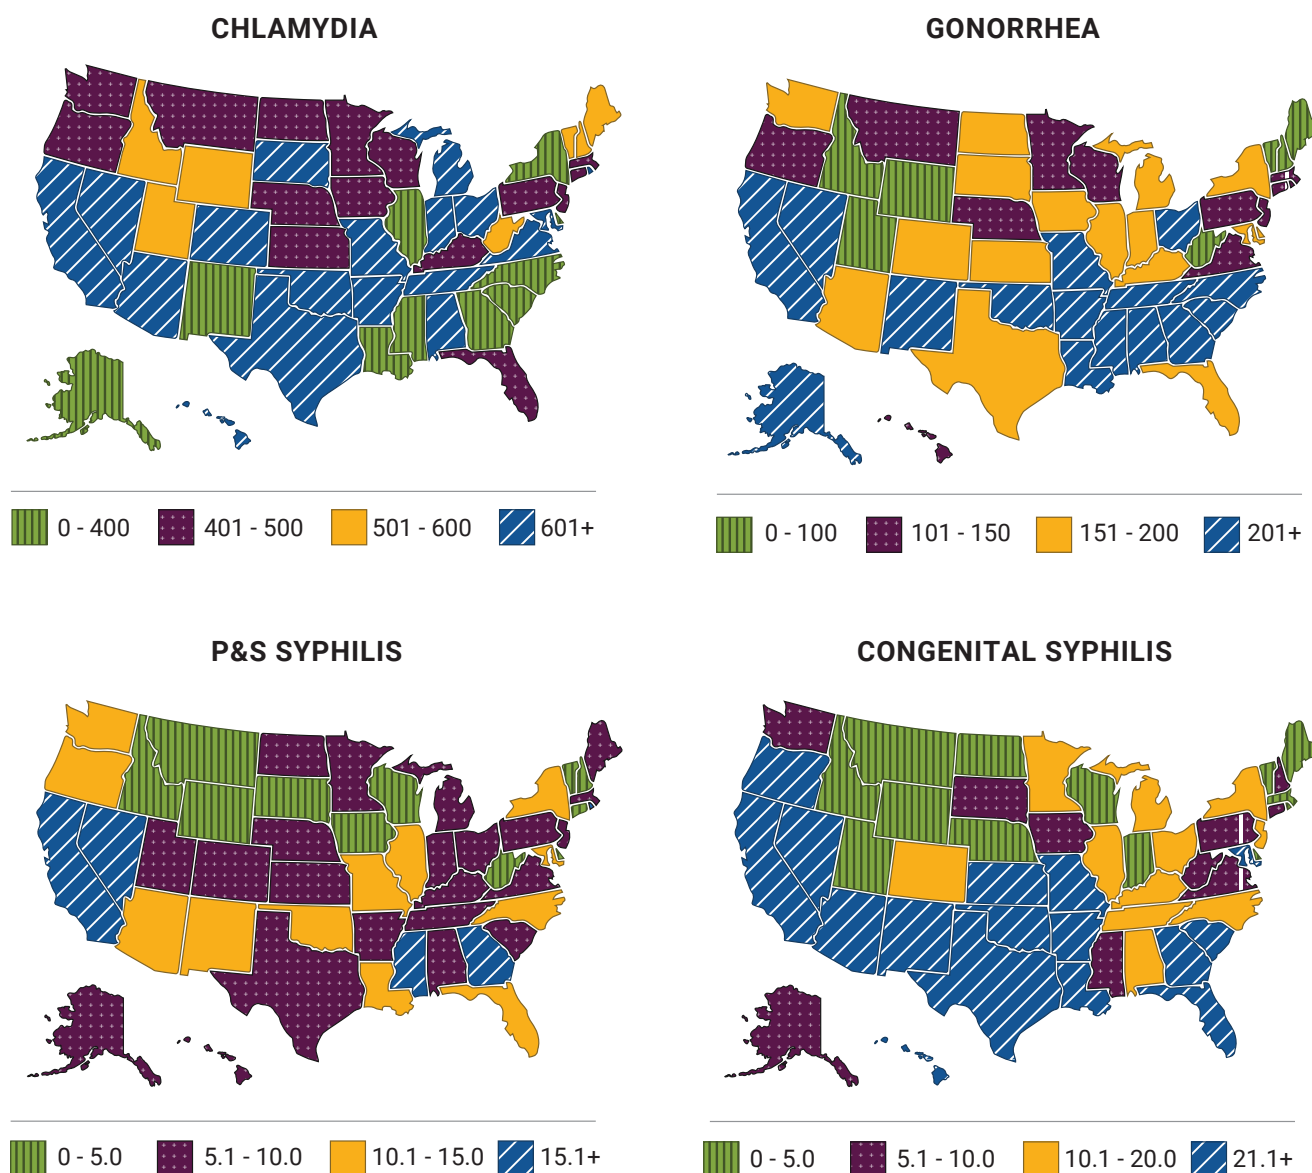 CHLAMYDIA
GONORRHEA
0 - 400 401 - 500 501 - 600 601+
0 - 100 101 - 150 151 - 200 201+
P&S SYPHILIS
CONGENITAL SYPHILIS
0 - 5.0 5.1 - 10.0 10.1 - 15.0 15.1+
0 - 5.0 5.1 - 10.0 10.1 - 20.0 21.1+